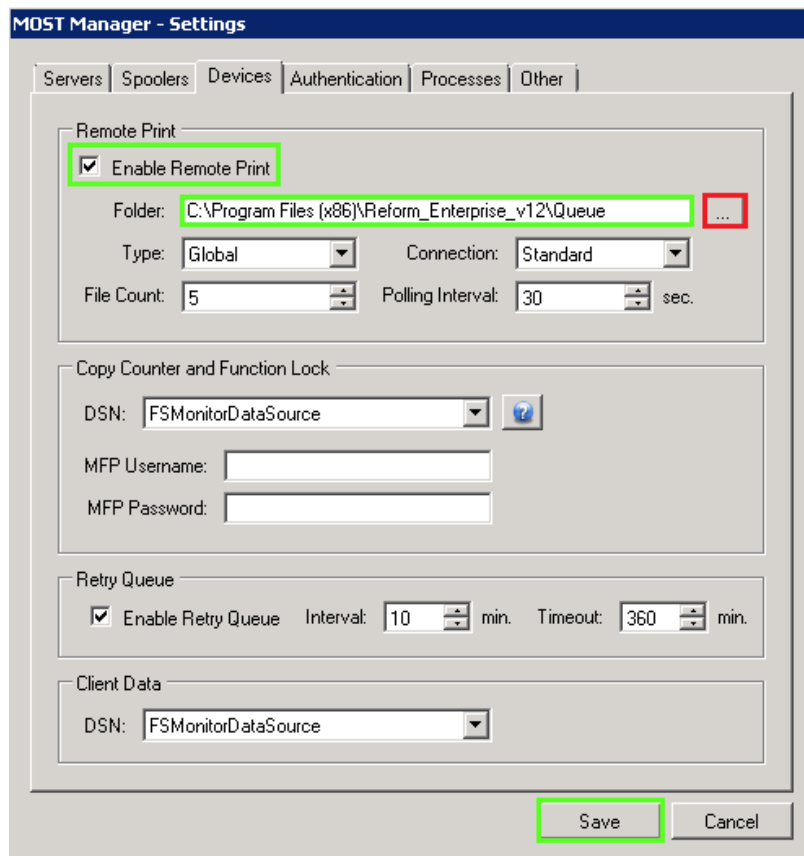 MOST Manager - Settings
Servers Spoolers Devices Authentication Processes Other
Remote Print
Enable Remote Print
Folder: C:\Program Files (x86)\Reform_Enterprise_v12\Queue ...
Type: Global Connection: Standard
File Count: 5 Polling Interval: 30 sec.
Copy Counter and Function Lock
DSN: FSMonitorDataSource ?
MFP Username:
MFP Password:
Retry Queue
Enable Retry Queue Interval: 10 min. Timeout: 360 min.
Client Data
DSN: FSMonitorDataSource
Save Cancel